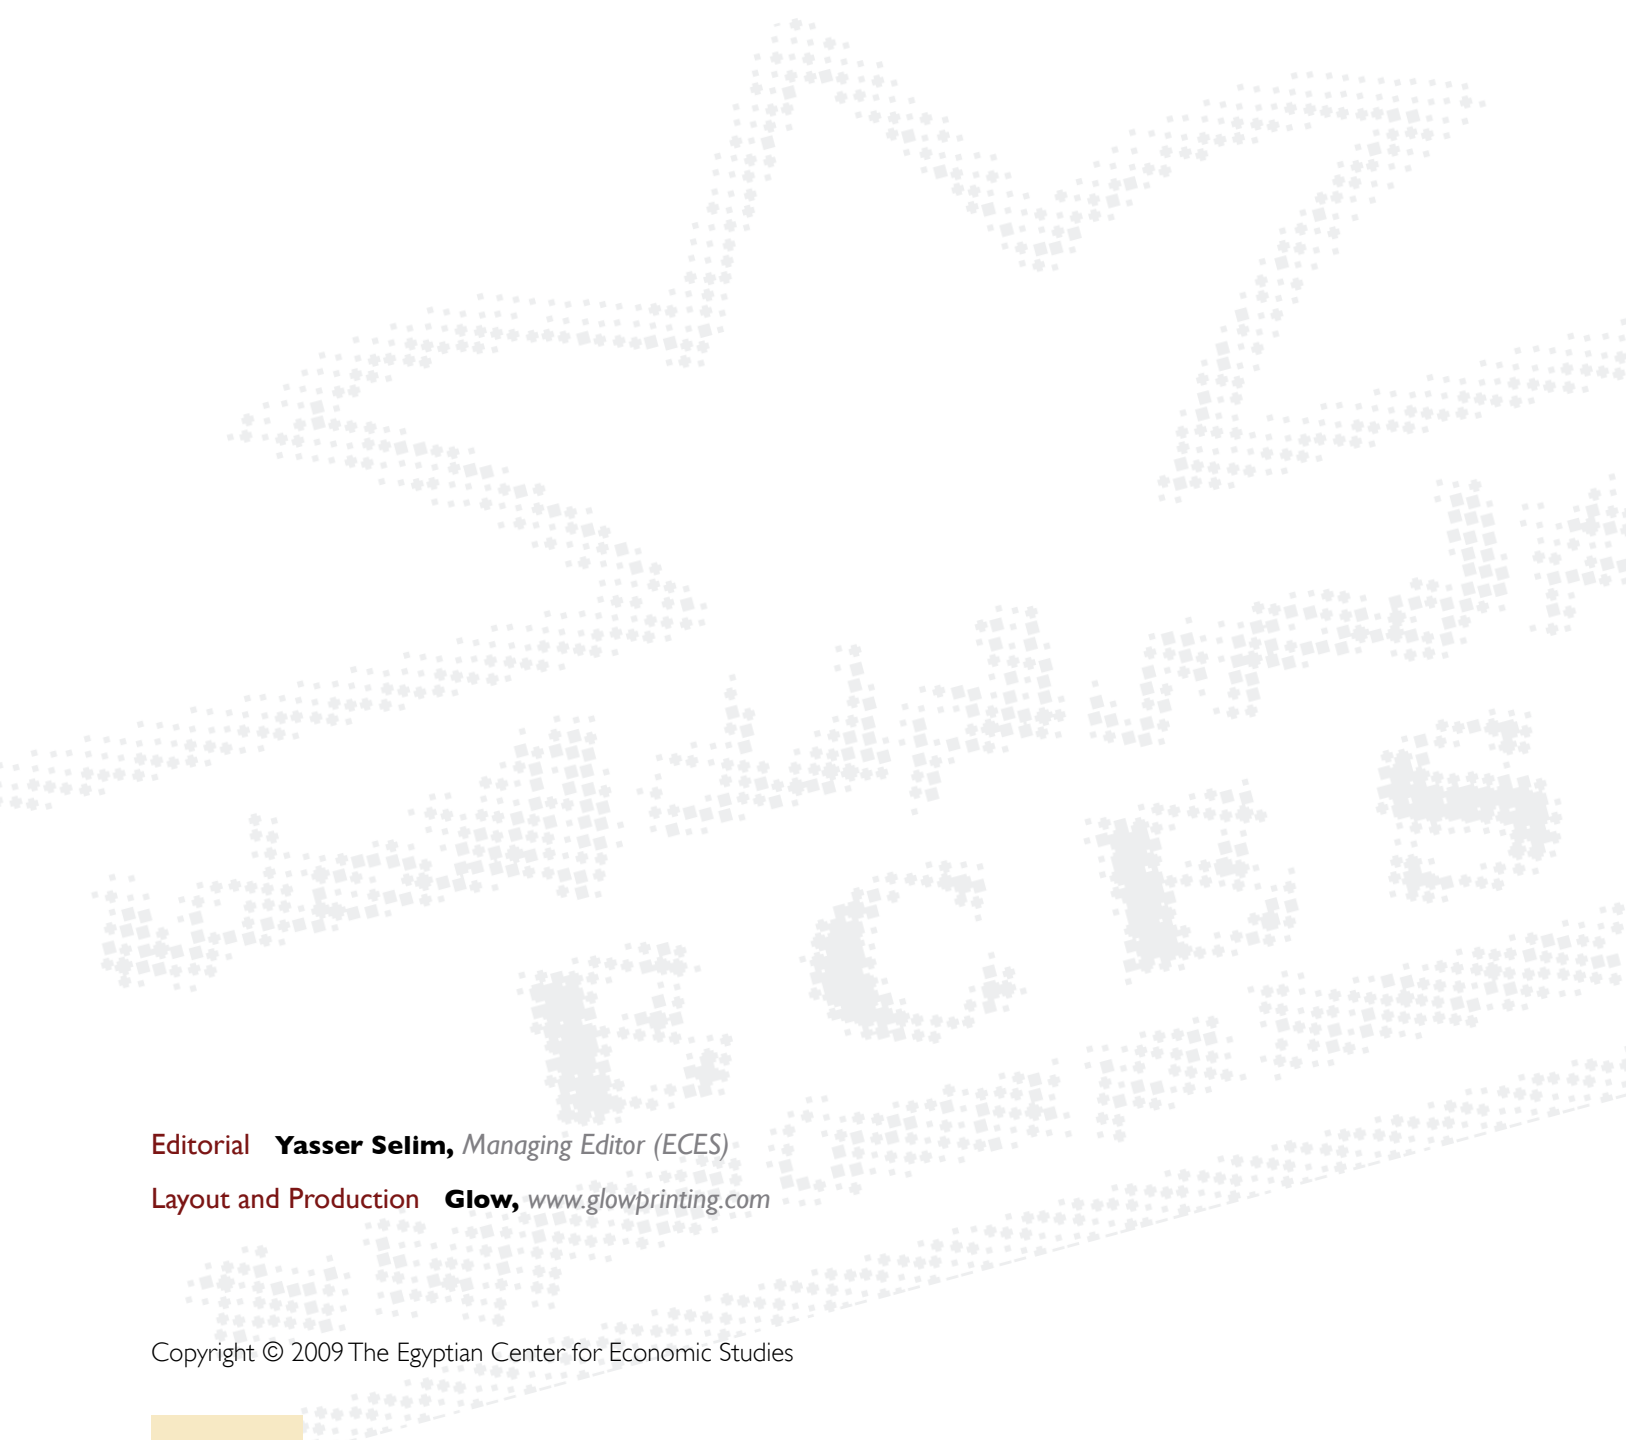 ECES
Editorial Yasser Selim, Managing Editor (ECES)
Layout and Production Glow, www.glowprinting.com
Copyright © 2009 The Egyptian Center for Economic Studies